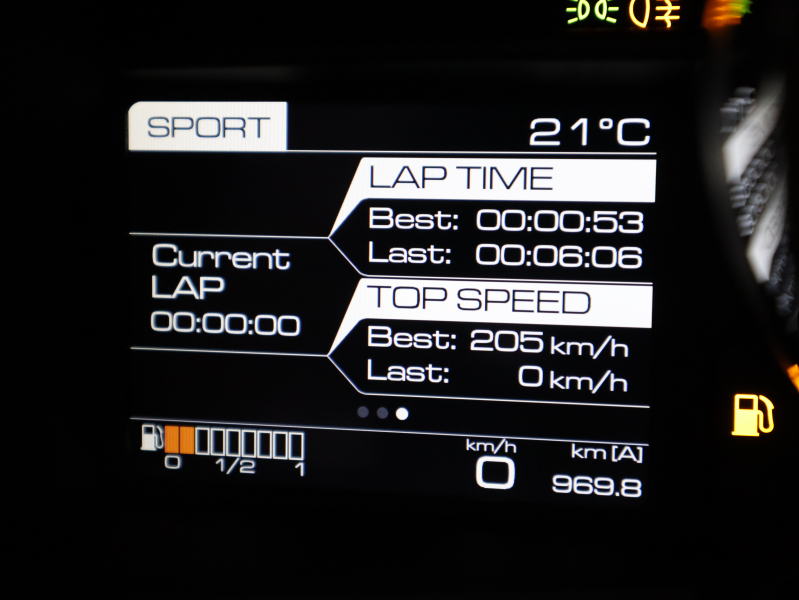 SPORT
21°C
LAP TIME
Best: 00:00:53
Last: 00:06:06
Current
LAP
00:00:00
TOP SPEED
Best: 205 km/h
Last: 0 km/h
0 1/2 1
km/h
0
km [A]
969.8